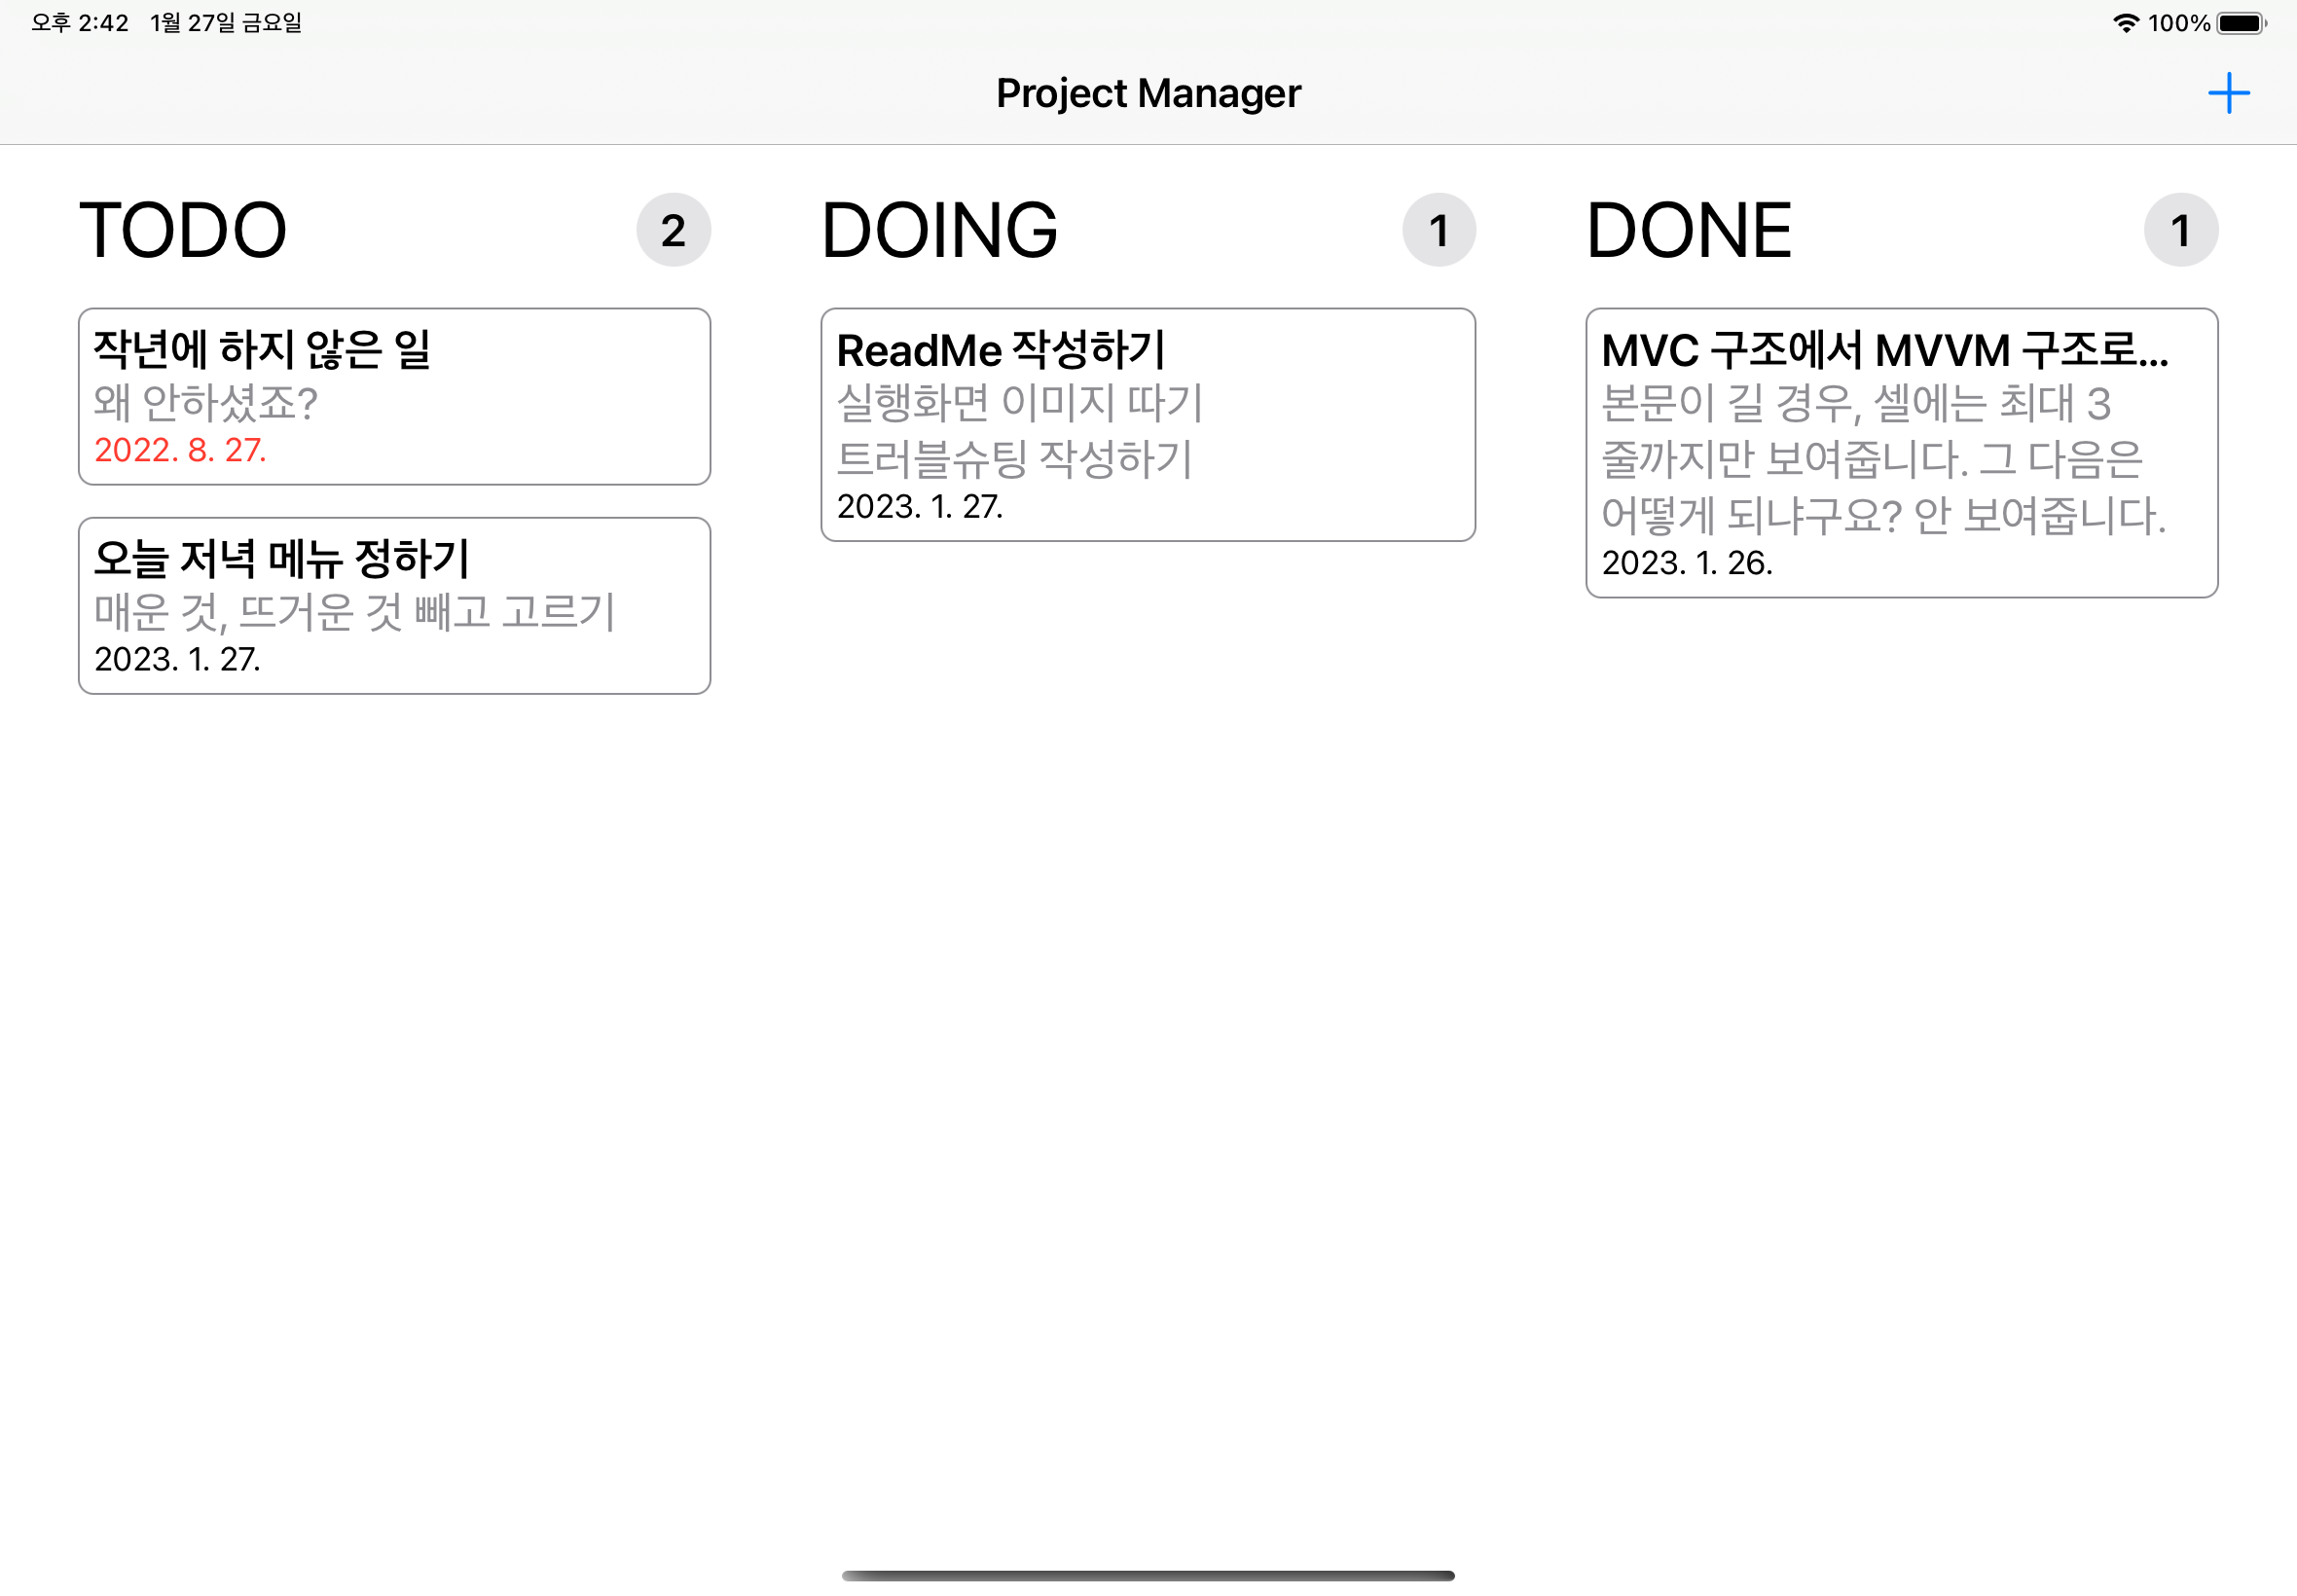 오후 2:42 1월 27일 금요일
100%
Project Manager
TODO
2
작년에 하지 않은 일
왜 안하셨죠?
2022. 8. 27.
오늘 저녁 메뉴 정하기
매운 것, 뜨거운 것 빼고 고르기
2023. 1. 27.
DOING
1
ReadMe 작성하기
실행화면 이미지 따기
트러블슈팅 작성하기
2023. 1. 27.
DONE
1
MVC 구조에서 MVVM 구조로...
본문이 길 경우, 셀에는 최대 3
줄까지만 보여줍니다. 그 다음은
어떻게 되냐구요? 안 보여줍니다.
2023. 1. 26.